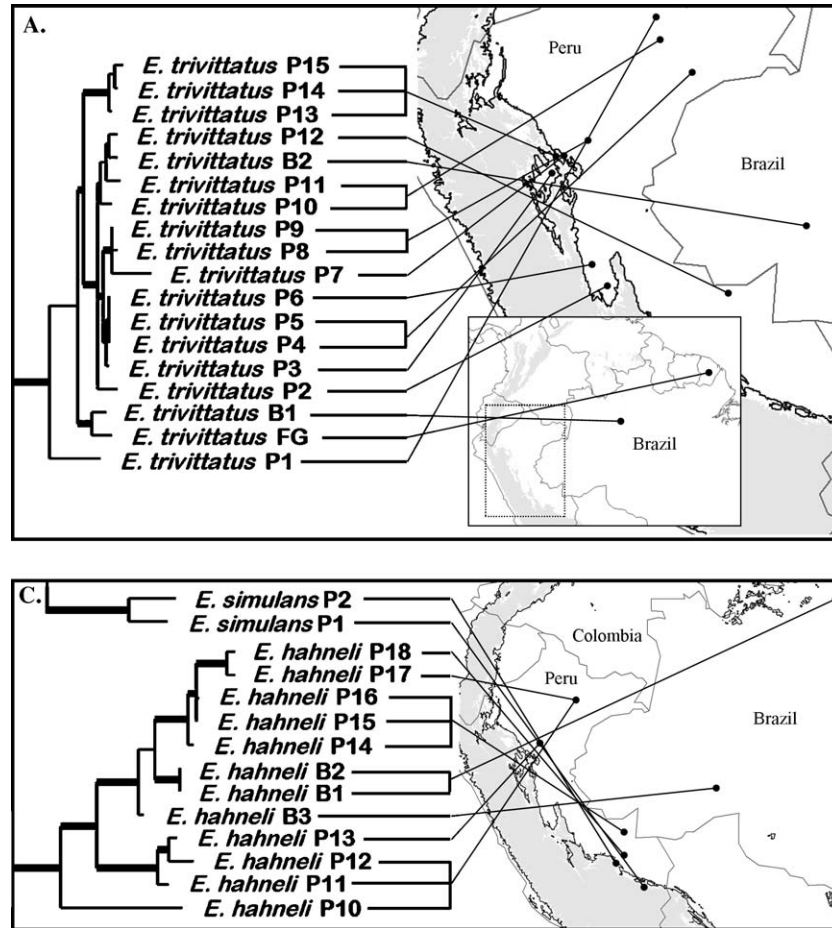 A.
Peru
E. trivittatus P15
E. trivittatus P14
E. trivittatus P13
E. trivittatus P12
E. trivittatus B2
Brazil
E. trivittatus P11
E. trivittatus P10
E. trivittatus P9
E. trivittatus P8
E. trivittatus P7
E. trivittatus P6
E. trivittatus P5
E. trivittatus P4
E. trivittatus P3
E. trivittatus P2
E. trivittatus B1
E. trivittatus FG
Brazil
E. trivittatus P1
C.
E. simulans P2
E. simulans P1
Colombia
E. hahneli P18
E. hahneli P17
Peru
E. hahneli P16
E. hahneli P15
Brazil
E. hahneli P14
E. hahneli B2
E. hahneli B1
E. hahneli B3
E. hahneli P13
E. hahneli P12
E. hahneli P11
E. hahneli P10